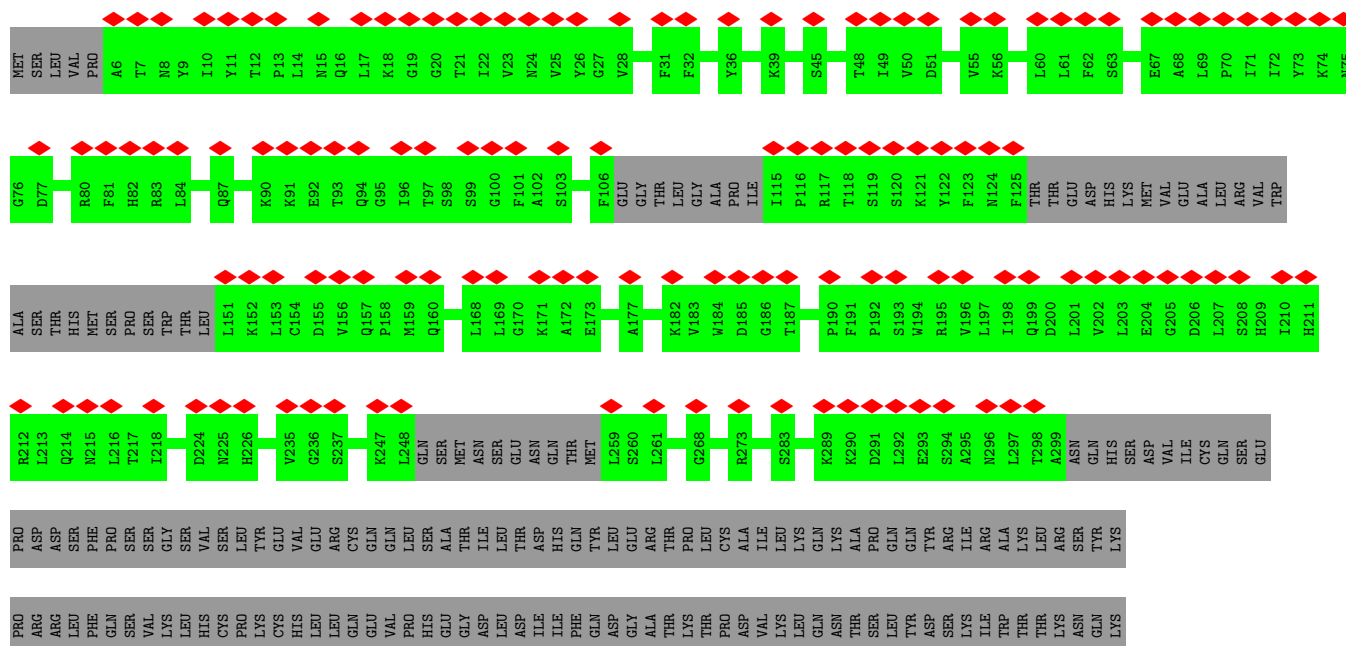 MET SER LEU VAL PRO A6 T7 N8 Y9 I10 Y11 T12 P13 L14 N15 Q16 L17 K18 G19 G20 T21 I22 V23 N24 V25 Y26 G27 V28 F31 F32 Y36 K39 S45 T48 I49 V50 D51 V55 K56 L60 L61 F62 S63 E67 A68 L69 P70 I71 I72 Y73 K74 N75
G76 D77 R80 F81 H82 R83 L84 Q87 K90 K91 E92 T93 Q94 G95 I96 T97 S98 S99 G100 F101 A102 S103 F106 GLU GLY THR LEU GLY ALA PRO ILE I115 P116 R117 T118 S119 S120 K121 Y122 F123 N124 F125 THR THR GLU ASP HIS LYS MET VAL GLU ALA LEU ARG VAL TRP
ALA SER THR HIS MET SER PRO SER TRP THR LEU L151 K152 L153 C154 D155 V156 Q157 P158 M159 Q160 L168 L169 G170 K171 A172 E173 A177 K182 V183 W184 D185 G186 T187 P190 F191 P192 S193 W194 R195 V196 L197 I198 Q199 D200 L201 V202 L203 E204 G205 D206 L207 S208 H209 I210 H211
R212 L213 Q214 N215 L216 T217 I218 D224 N225 H226 V235 G236 S237 K247 L248 GLN SER MET ASN SER GLU ASN GLN THR MET L259 S260 L261 G268 R273 S283 K289 K290 D291 L292 E293 S294 A295 N296 L297 T298 A299 ASN GLN HIS SER ASP VAL ILE CYS GLN SER GLU
PRO ASP ASP SER PHE PRO SER SER GLY SER VAL SER LEU TYR GLU VAL GLU ARG CYS GLN GLN LEU SER ALA THR ILE LEU THR ASP HIS GLN TYR LEU GLU ARG THR PRO LEU CYS ALA ILE LEU LYS GLN LYS ALA PRO GLN GLN TYR ARG ILE ARG ALA LYS LEU ARG SER TYR LYS
PRO ARG ARG LEU PHE GLN SER VAL LYS LEU HIS CYS PRO LYS CYS HIS LEU LEU GLN GLU VAL PRO HIS GLU GLY ASP LEU ASP ILE ILE PHE GLN ASP GLY ALA THR LYS THR PRO ASP VAL LYS LEU GLN ASN THR SER LEU TYR ASP SER LYS ILE TRP THR THR LYS ASN GLN LYS